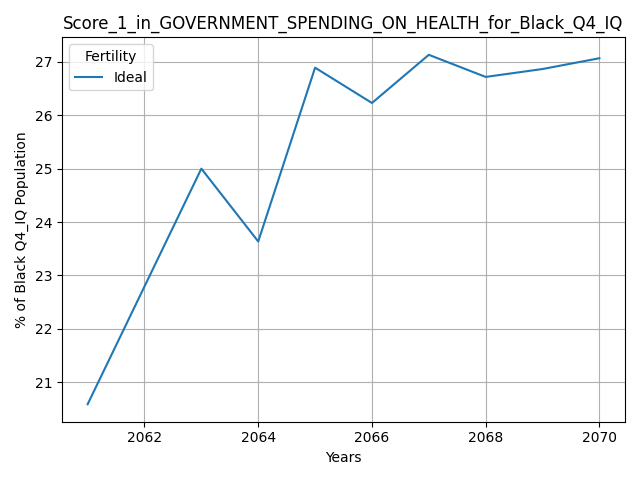 Score_1_in_GOVERNMENT_SPENDING_ON_HEALTH_for_Black_Q4_IQ
Fertility
Ideal
27
26
25
24
23
22
21
% of Black Q4_IQ Population
2062 2064 2066 2068 2070
Years